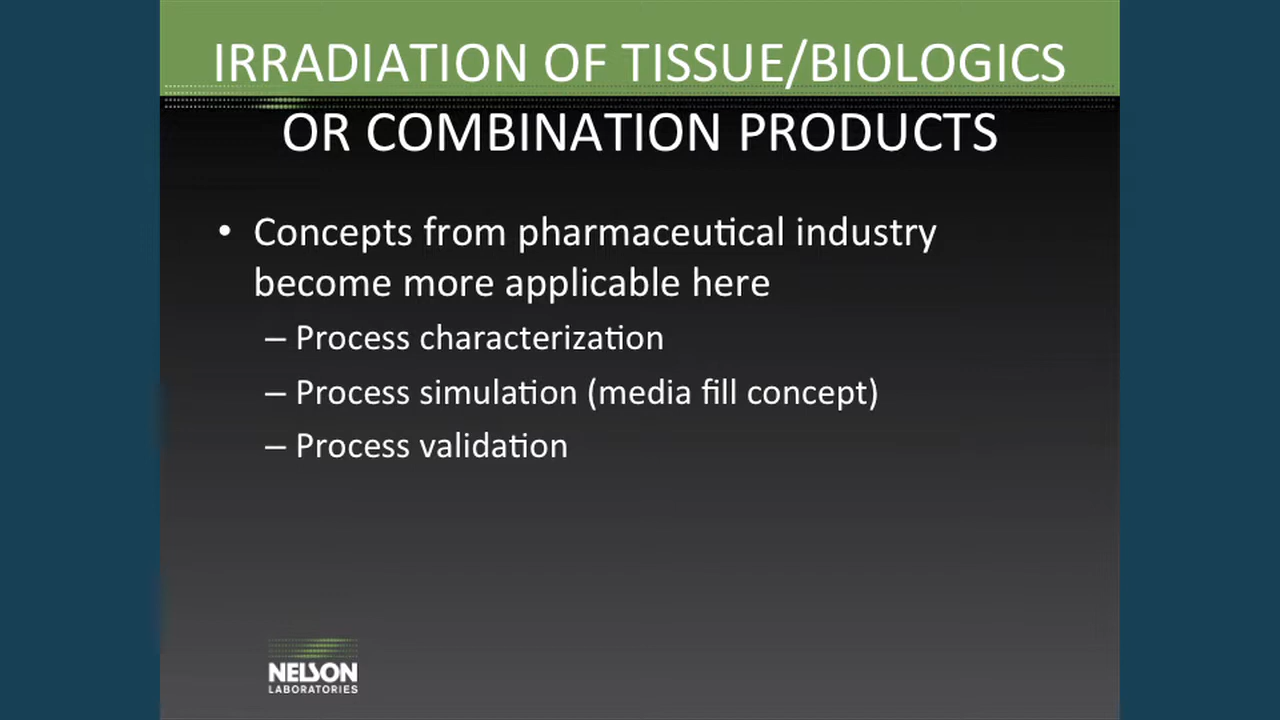 IRRADIATION OF TISSUE/BIOLOGICS
OR COMBINATION PRODUCTS
• Concepts from pharmaceutical industry
become more applicable here
– Process characterization
– Process simulation (media fill concept)
– Process validation
NELSON
LABORATORIES